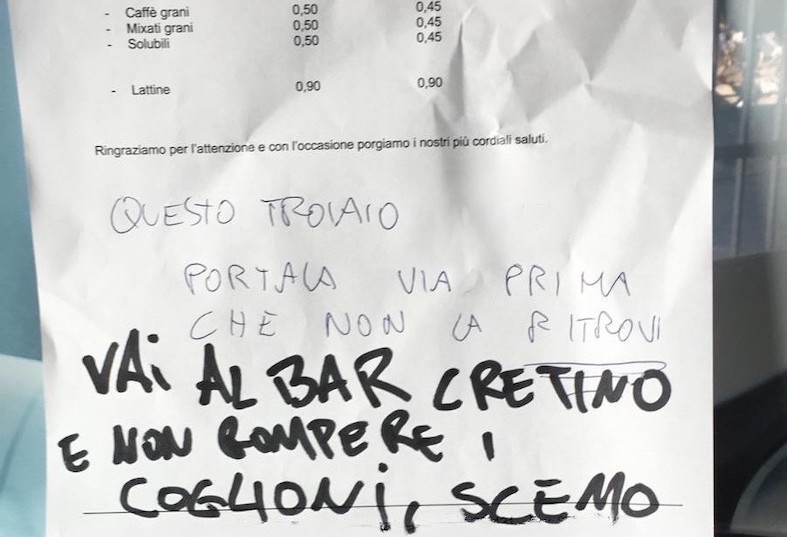 - Caffè grani 0,50 0,45
- Mixati grani 0,50 0,45
- Solubili 0,50 0,45
- Lattine 0,90 0,90
Ringraziamo per l'attenzione e con l'occasione porgiamo i nostri più cordiali saluti.
QUESTO TROIAIO
PORTALA VIA PRIMA
CHE NON LA RITROVI
VAi AL BAR CRETINO
E NON ROMPERE I
COGLIONi, SCEMO